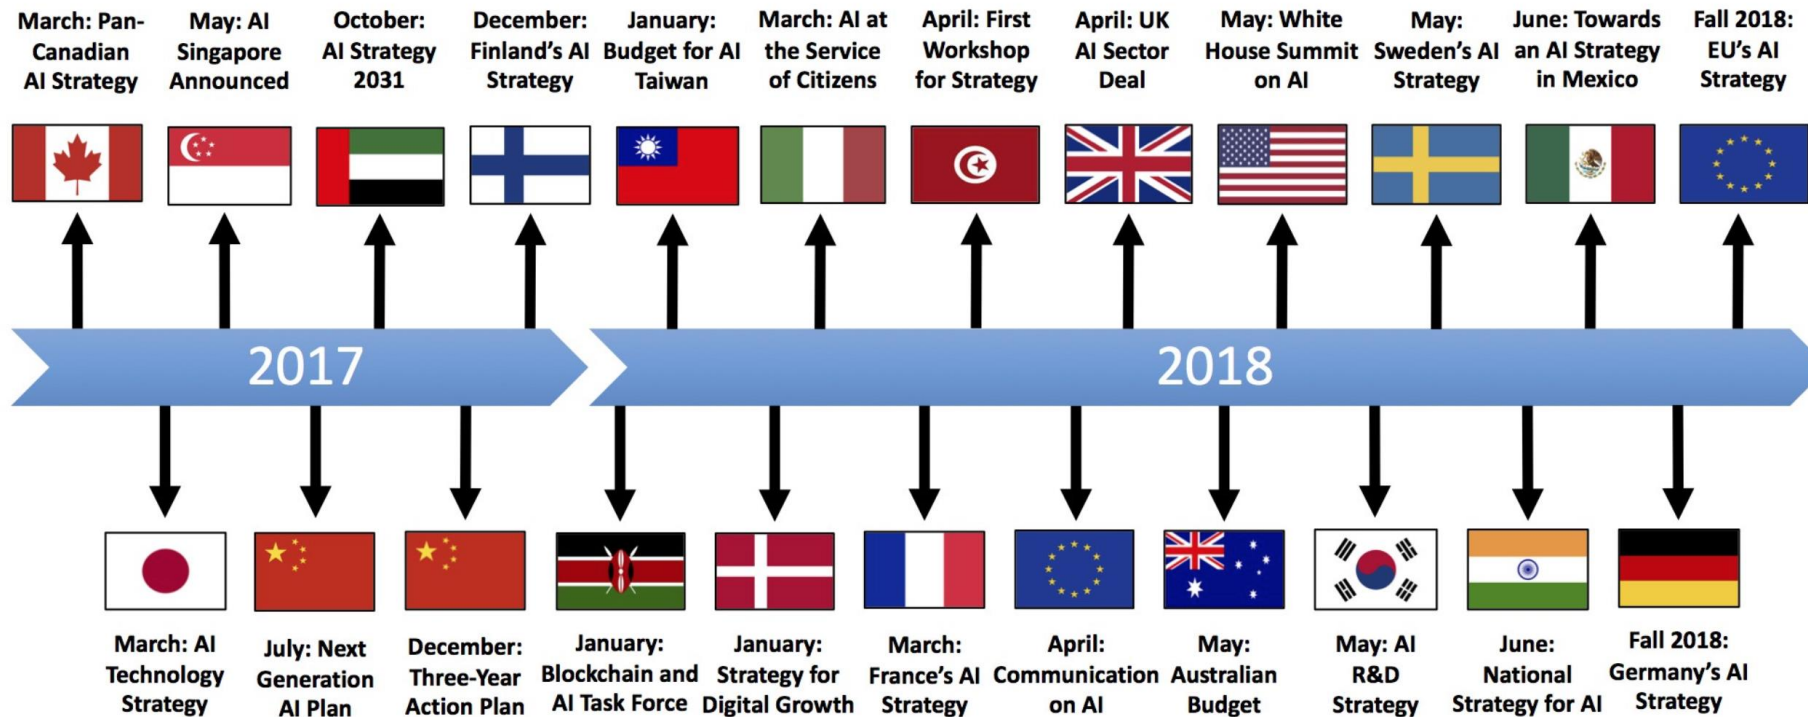 March: Pan-
Canadian
AI Strategy
May: AI
Singapore
Announced
October:
AI Strategy
2031
December:
Finland's AI
Strategy
January:
Budget for AI
Taiwan
March: AI at
the Service
of Citizens
April: First
Workshop
for Strategy
April: UK
AI Sector
Deal
May: White
House Summit
on AI
May:
Sweden's AI
Strategy
June: Towards
an AI Strategy
in Mexico
Fall 2018:
EU's AI
Strategy
2017
2018
March: AI
Technology
Strategy
July: Next
Generation
AI Plan
December:
Three-Year
Action Plan
January:
Blockchain and
AI Task Force
January:
Strategy for
Digital Growth
March:
France's AI
Strategy
April:
Communication
on AI
May:
Australian
Budget
May: AI
R&D
Strategy
June:
National
Strategy for AI
Fall 2018:
Germany's AI
Strategy